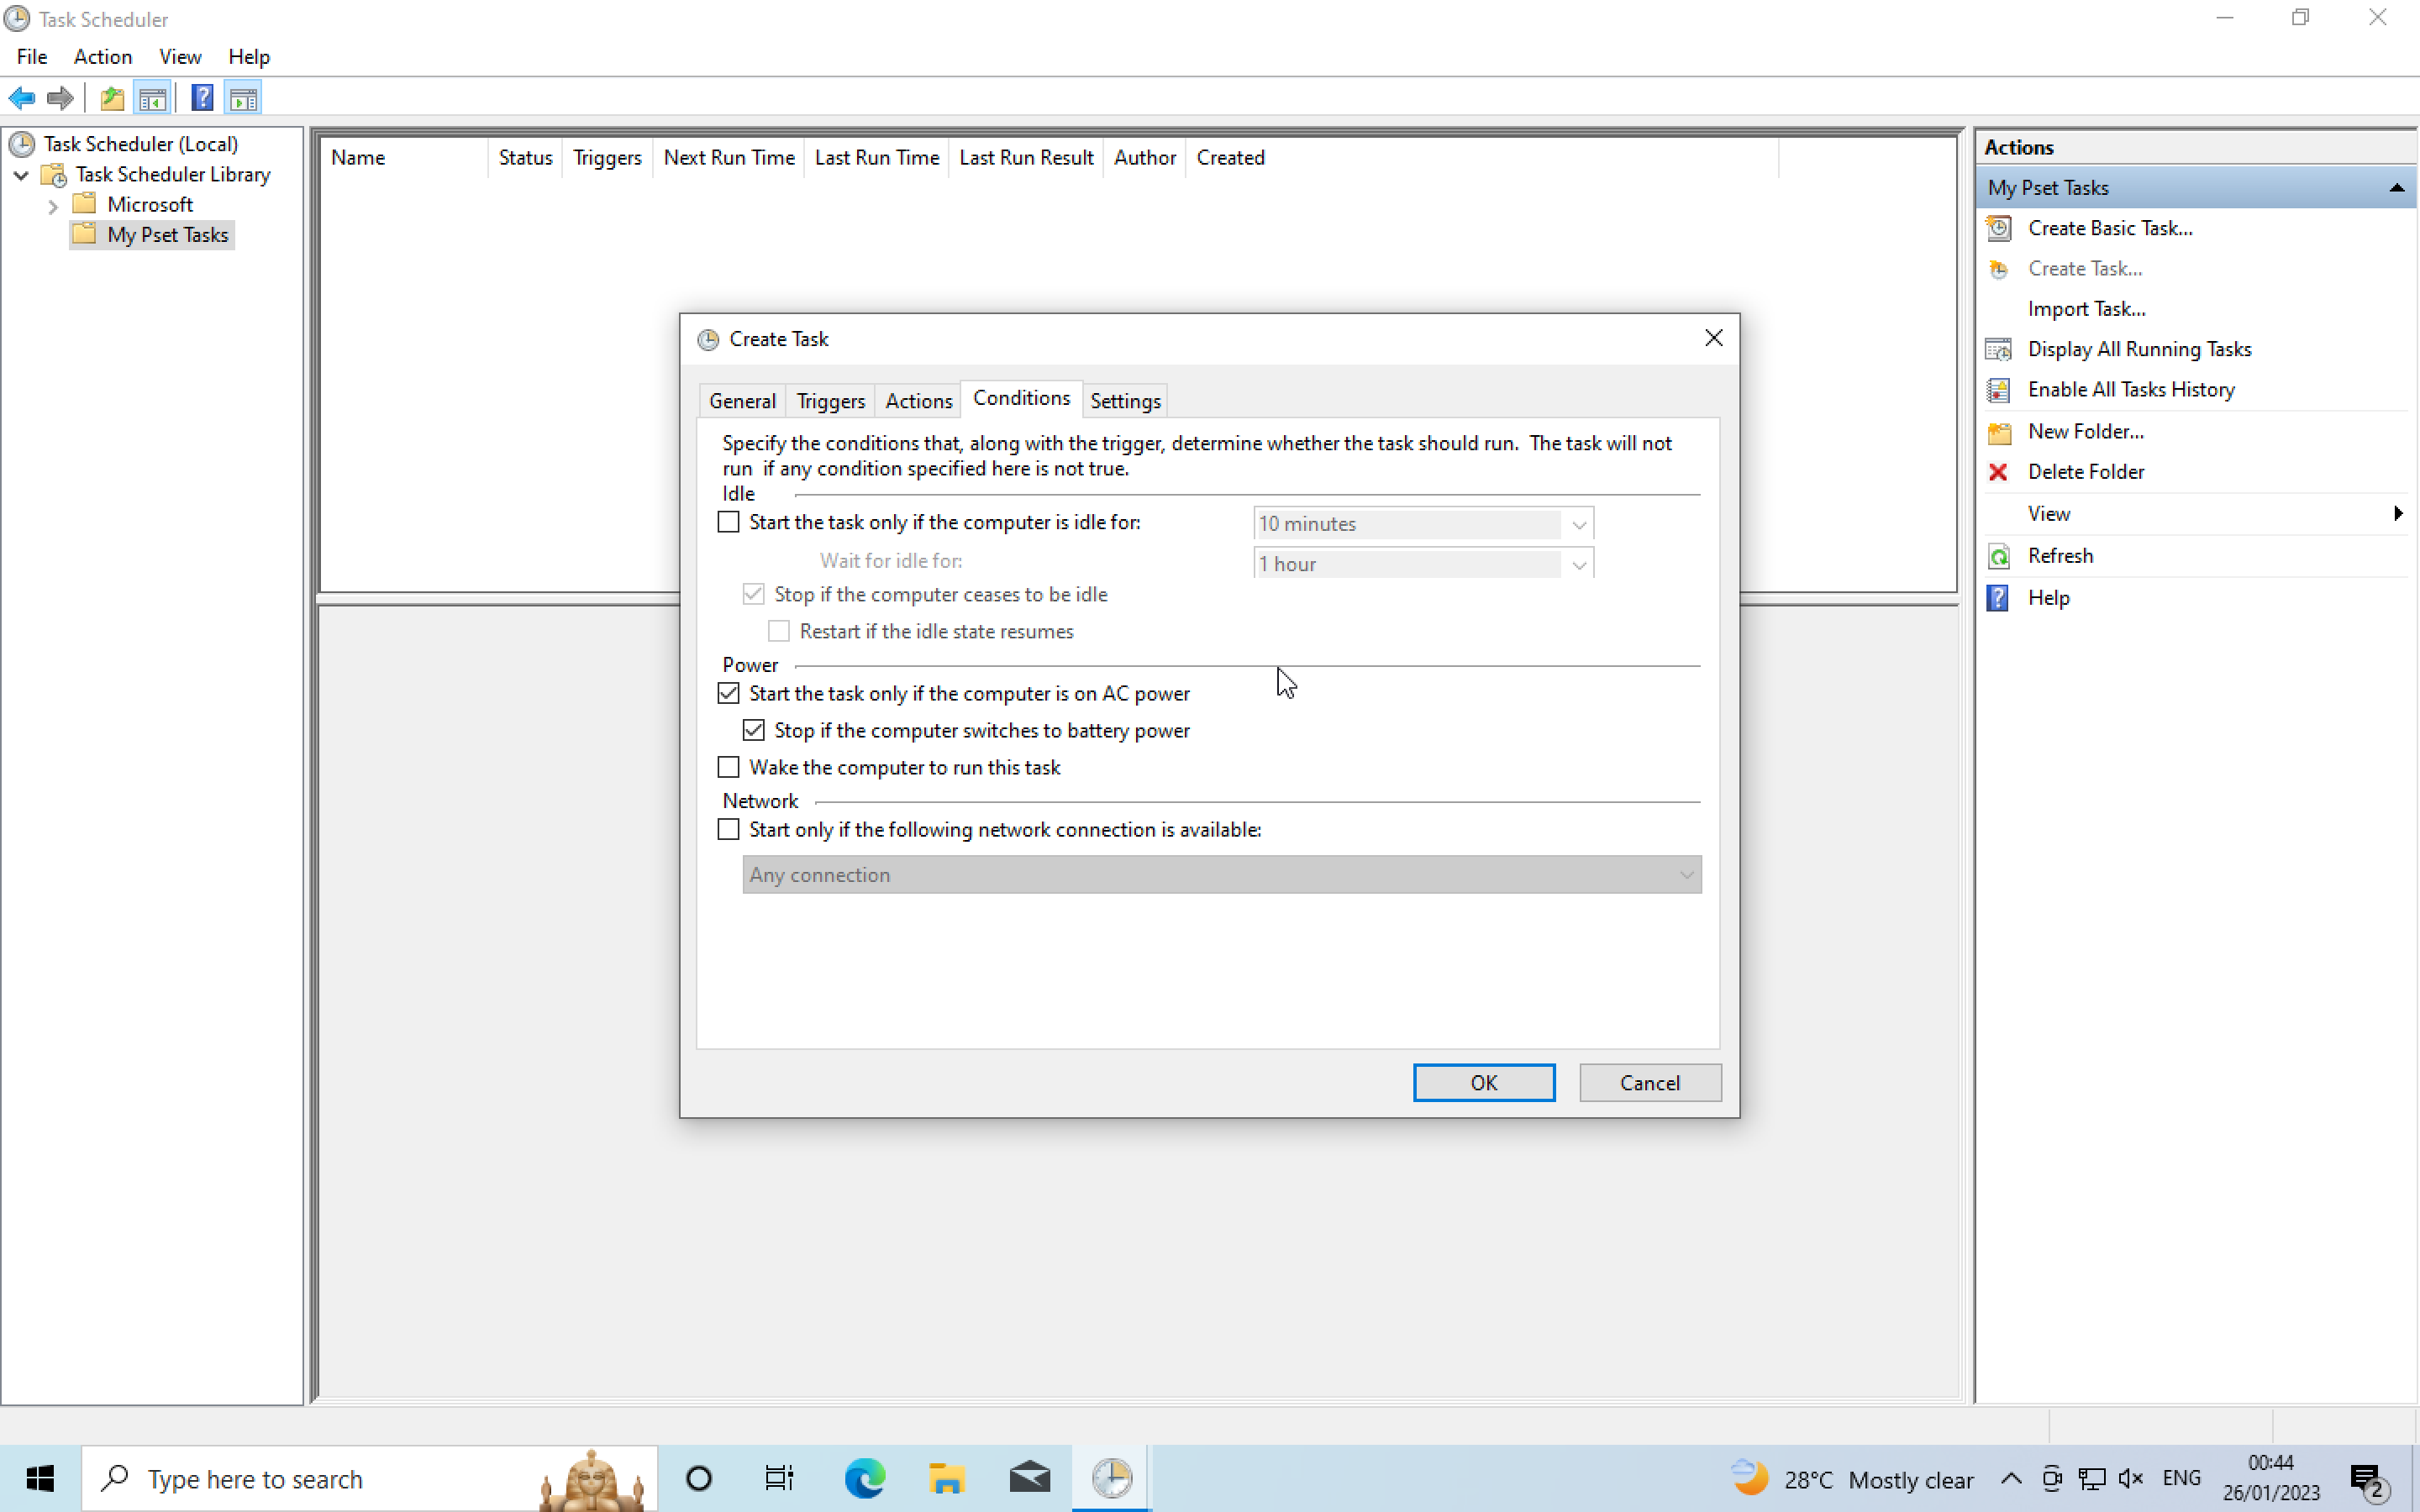 Task Scheduler
File Action View Help
Task Scheduler (Local)
Task Scheduler Library
Microsoft
My Pset Tasks
Name Status Triggers Next Run Time Last Run Time Last Run Result Author Created
Create Task
General Triggers Actions Conditions Settings
Specify the conditions that, along with the trigger, determine whether the task should run. The task will not
run if any condition specified here is not true.
Idle
Start the task only if the computer is idle for: 10 minutes
Wait for idle for: 1 hour
Stop if the computer ceases to be idle
Restart if the idle state resumes
Power
Start the task only if the computer is on AC power
Stop if the computer switches to battery power
Wake the computer to run this task
Network
Start only if the following network connection is available:
Any connection
OK Cancel
Actions
My Pset Tasks
Create Basic Task...
Create Task...
Import Task...
Display All Running Tasks
Enable All Tasks History
New Folder...
Delete Folder
View
Refresh
Help
Type here to search
28°C Mostly clear
ENG
00:44
26/01/2023
2